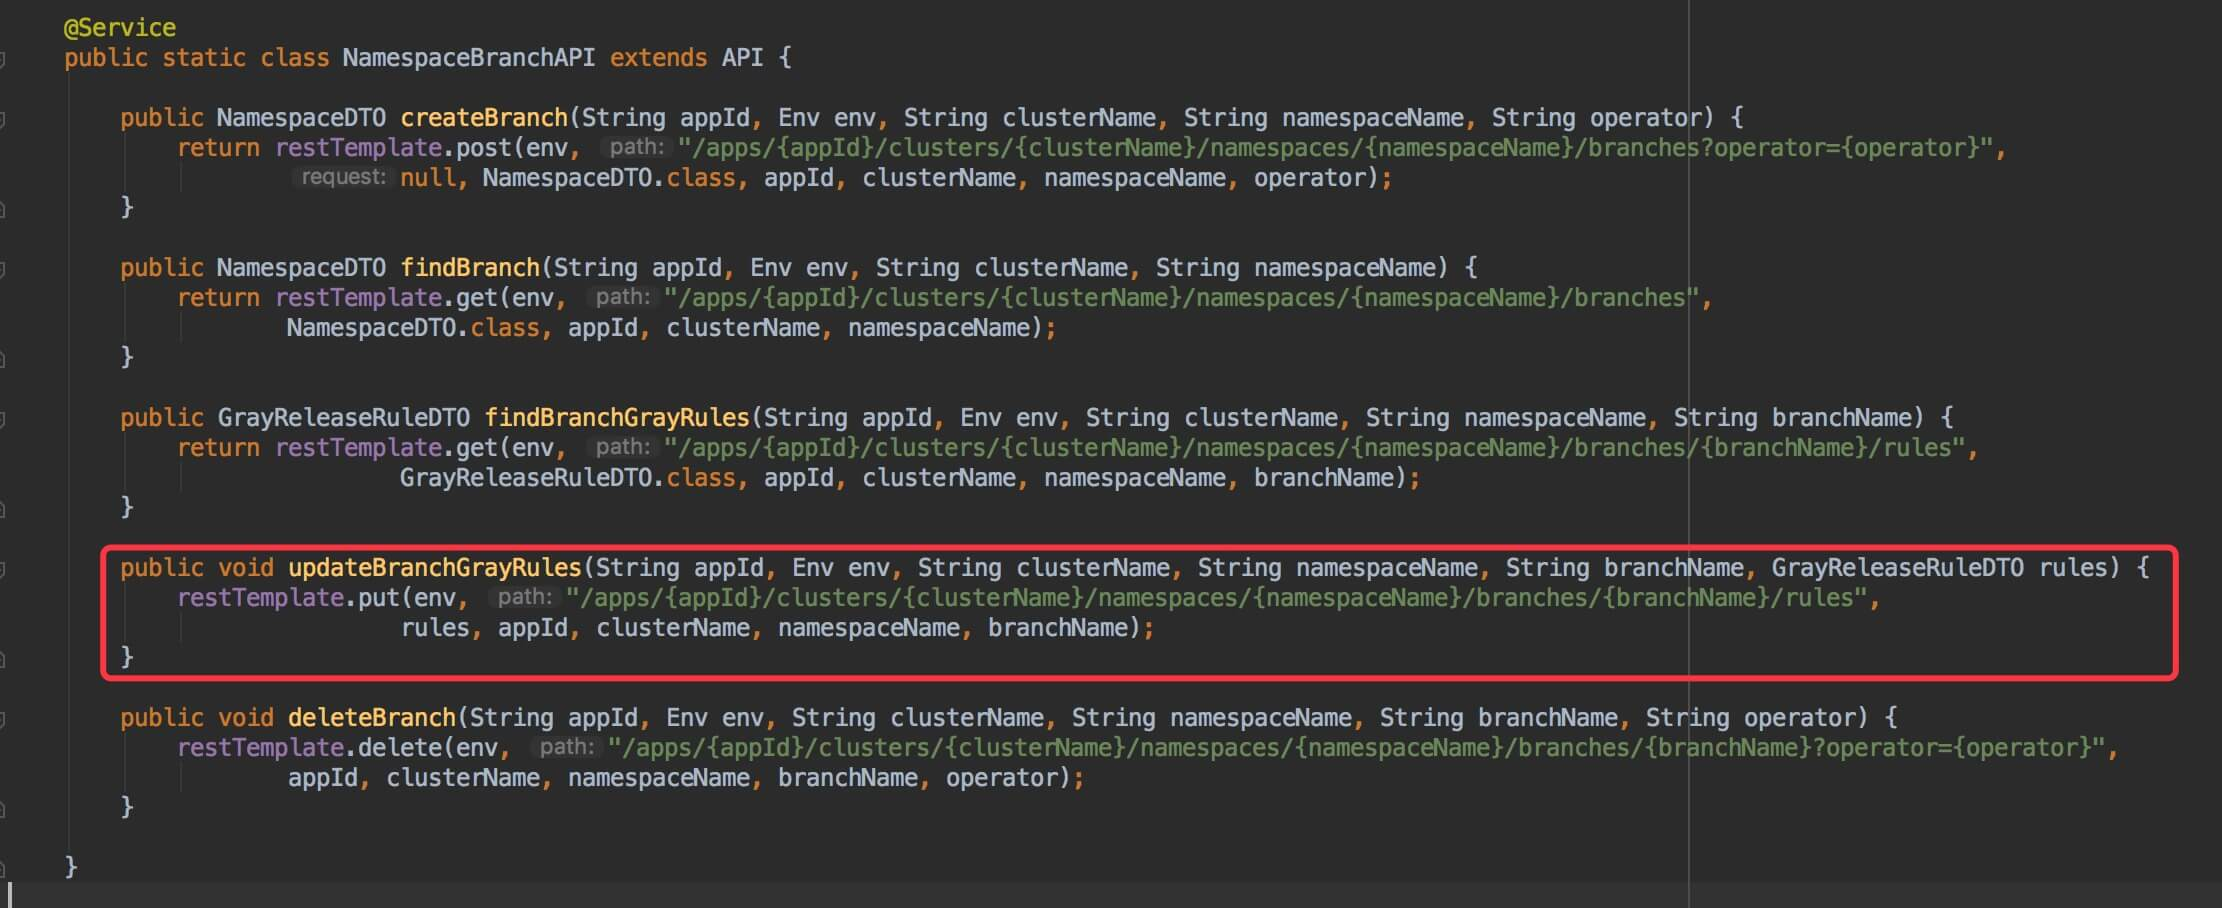 @Service
public static class NamespaceBranchAPI extends API {
public NamespaceDTO createBranch(String appId, Env env, String clusterName, String namespaceName, String operator) {
return restTemplate.post(env, path: "/apps/{appId}/clusters/{clusterName}/namespaces/{namespaceName}/branches?operator={operator}",
request: null, NamespaceDTO.class, appId, clusterName, namespaceName, operator);
}
public NamespaceDTO findBranch(String appId, Env env, String clusterName, String namespaceName) {
return restTemplate.get(env, path: "/apps/{appId}/clusters/{clusterName}/namespaces/{namespaceName}/branches",
NamespaceDTO.class, appId, clusterName, namespaceName);
}
public GrayReleaseRuleDTO findBranchGrayRules(String appId, Env env, String clusterName, String namespaceName, String branchName) {
return restTemplate.get(env, path: "/apps/{appId}/clusters/{clusterName}/namespaces/{namespaceName}/branches/{branchName}/rules",
GrayReleaseRuleDTO.class, appId, clusterName, namespaceName, branchName);
}
public void updateBranchGrayRules(String appId, Env env, String clusterName, String namespaceName, String branchName, GrayReleaseRuleDTO rules) {
restTemplate.put(env, path: "/apps/{appId}/clusters/{clusterName}/namespaces/{namespaceName}/branches/{branchName}/rules",
rules, appId, clusterName, namespaceName, branchName);
}
public void deleteBranch(String appId, Env env, String clusterName, String namespaceName, String branchName, String operator) {
restTemplate.delete(env, path: "/apps/{appId}/clusters/{clusterName}/namespaces/{namespaceName}/branches/{branchName}?operator={operator}",
appId, clusterName, namespaceName, branchName, operator);
}
}